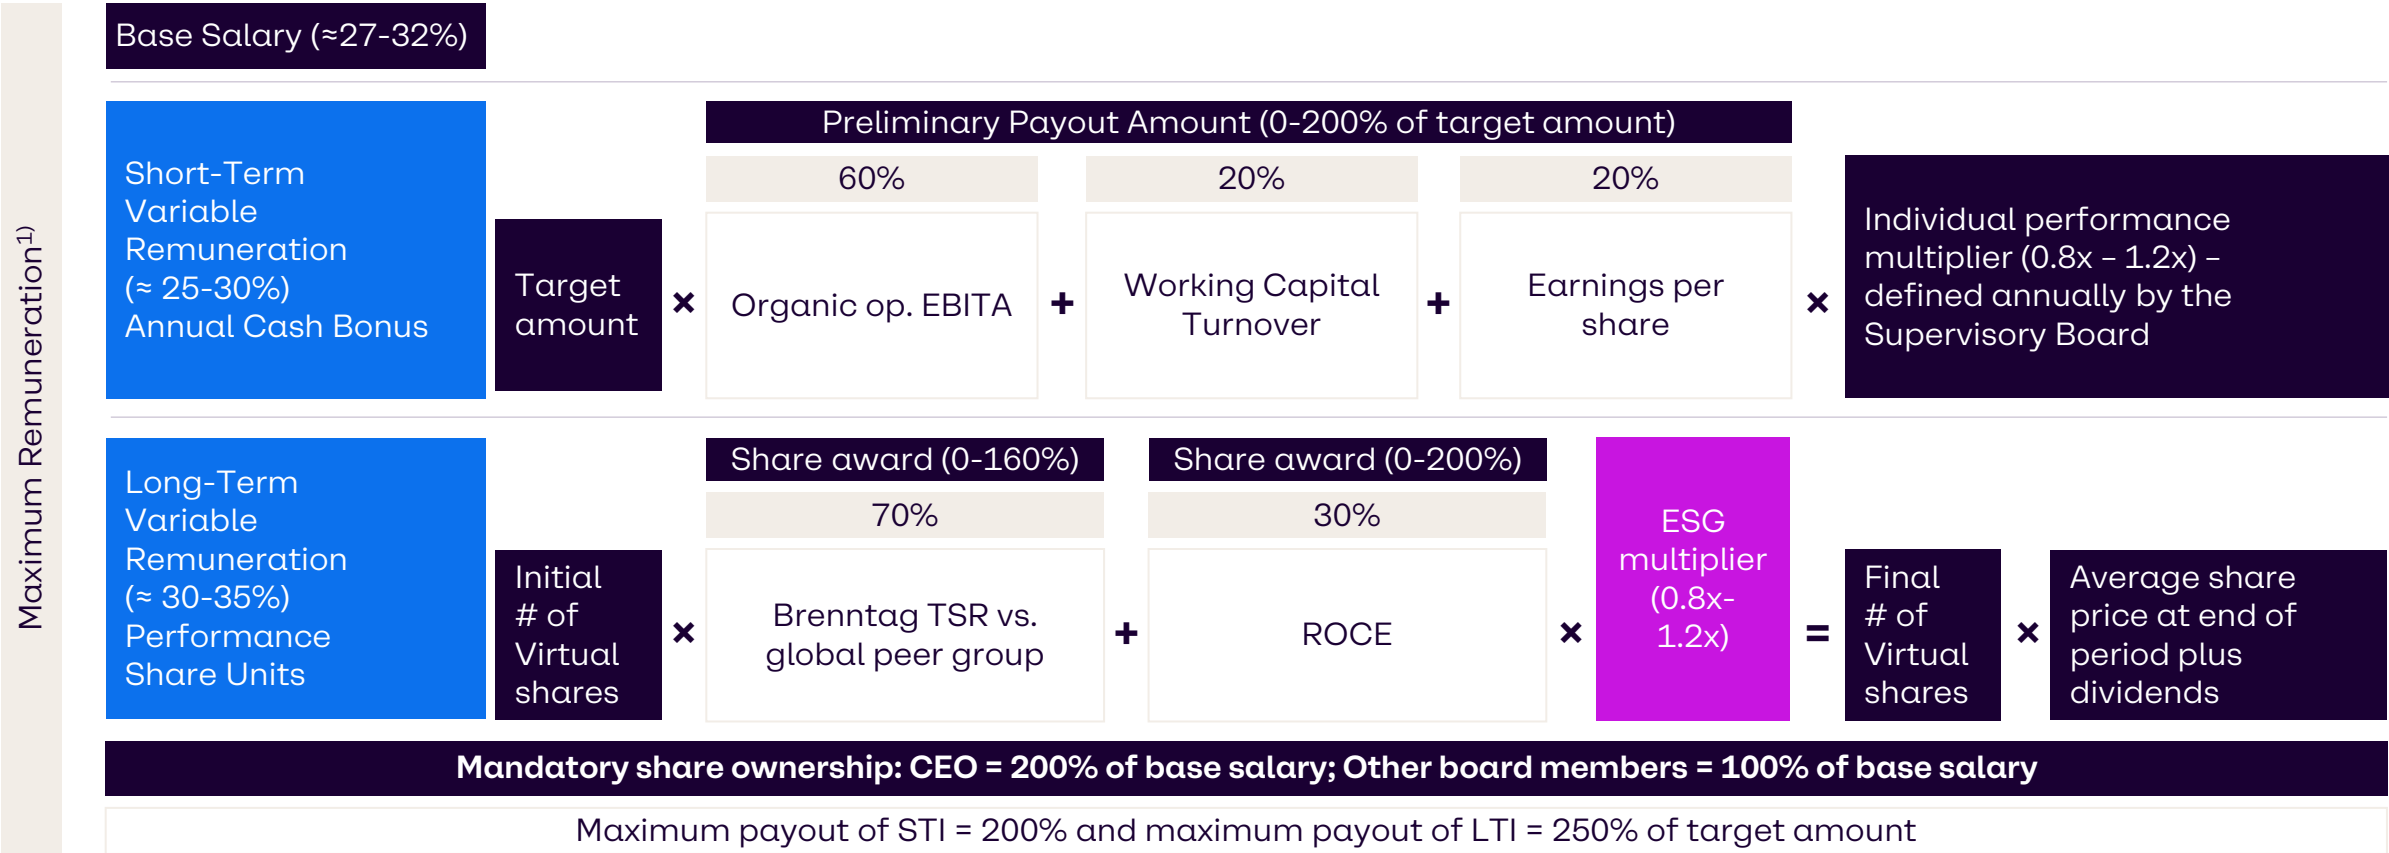 Maximum Remuneration1)
Base Salary (≈27-32%)
Short-Term
Variable
Remuneration
(≈ 25-30%)
Annual Cash Bonus
Target
amount
×
Preliminary Payout Amount (0-200% of target amount)
60%
Organic op. EBITA
+
20%
Working Capital
Turnover
+
20%
Earnings per
share
×
Individual performance
multiplier (0.8x – 1.2x) –
defined annually by the
Supervisory Board
Long-Term
Variable
Remuneration
(≈ 30-35%)
Performance
Share Units
Initial
# of
Virtual
shares
×
Share award (0-160%)
70%
Brenntag TSR vs.
global peer group
+
Share award (0-200%)
30%
ROCE
×
ESG
multiplier
(0.8x-
1.2x)
=
Final
# of
Virtual
shares
×
Average share
price at end of
period plus
dividends
Mandatory share ownership: CEO = 200% of base salary; Other board members = 100% of base salary
Maximum payout of STI = 200% and maximum payout of LTI = 250% of target amount